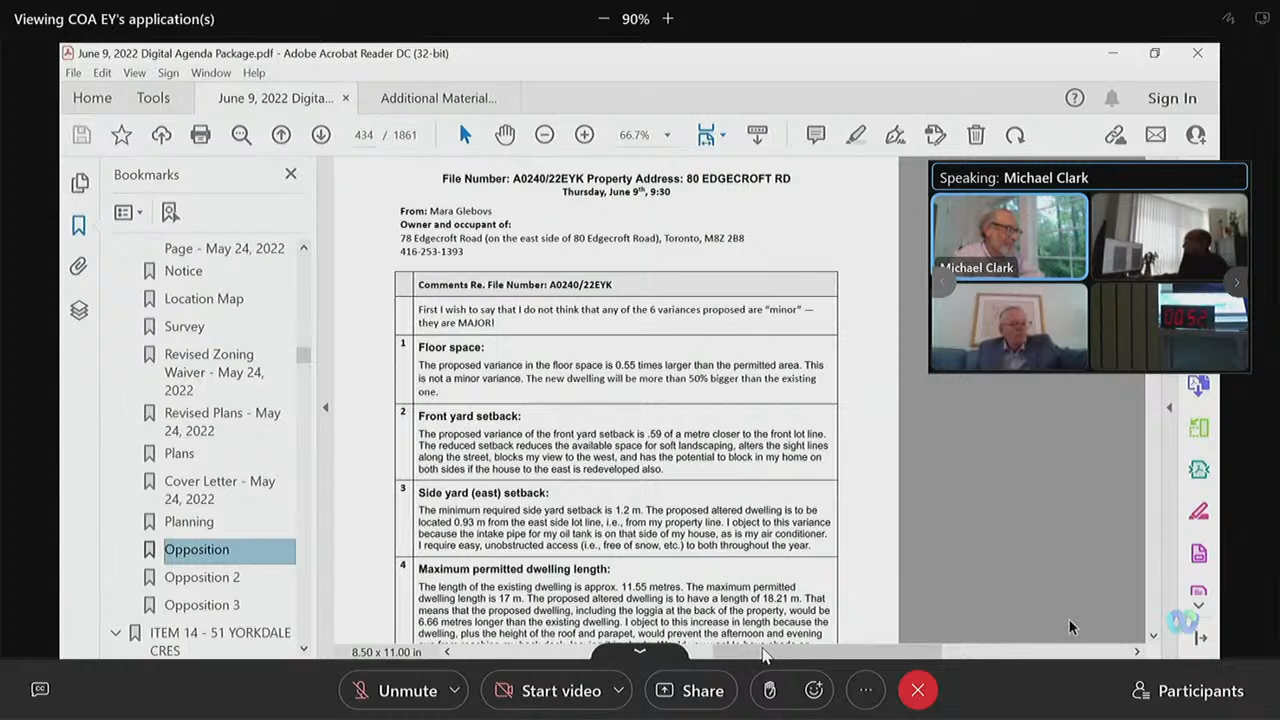 Viewing COA EY's application(s)
90%
June 9, 2022 Digital Agenda Package.pdf - Adobe Acrobat Reader DC (32-bit)
File Edit View Sign Window Help
Home Tools June 9, 2022 Digita... × Additional Material... Sign In
434 / 1861 66.7%
Bookmarks
Page - May 24, 2022
Notice
Location Map
Survey
Revised Zoning
Waiver - May 24,
2022
Revised Plans - May
24, 2022
Plans
Cover Letter - May
24, 2022
Planning
Opposition
Opposition 2
Opposition 3
ITEM 14 - 51 YORKDALE
CRES
File Number: A0240/22EYK Property Address: 80 EDGECROFT RD
Thursday, June 9th, 9:30
From: Mara Glebovs
Owner and occupant of:
78 Edgecroft Road (on the east side of 80 Edgecroft Road), Toronto, M8Z 2B8
416-253-1393
Comments Re. File Number: A0240/22EYK
First I wish to say that I do not think that any of the 6 variances proposed are “minor” —
they are MAJOR!
1 Floor space:
The proposed variance in the floor space is 0.55 times larger than the permitted area. This
is not a minor variance. The new dwelling will be more than 50% bigger than the existing
one.
2 Front yard setback:
The proposed variance of the front yard setback is .59 of a metre closer to the front lot line.
The reduced setback reduces the available space for soft landscaping, alters the sight lines
along the street, blocks my view to the west, and has the potential to block in my home on
both sides if the house to the east is redeveloped also.
3 Side yard (east) setback:
The minimum required side yard setback is 1.2 m. The proposed altered dwelling is to be
located 0.93 m from the east side lot line, i.e., from my property line. I object to this variance
because the intake pipe for my oil tank is on that side of my house, as is my air conditioner.
I require easy, unobstructed access (i.e., free of snow, etc.) to both throughout the year.
4 Maximum permitted dwelling length:
The length of the existing dwelling is approx. 11.55 metres. The maximum permitted
dwelling length is 17 m. The proposed altered dwelling is to have a length of 18.21 m. That
means that the proposed dwelling, including the loggia at the back of the property, would be
6.66 metres longer than the existing dwelling. I object to this increase in length because the
dwelling, plus the height of the roof and parapet, would prevent the afternoon and evening
8.50 x 11.00 in
Speaking: Michael Clark
Michael Clark
00:52
Unmute Start video Share Participants